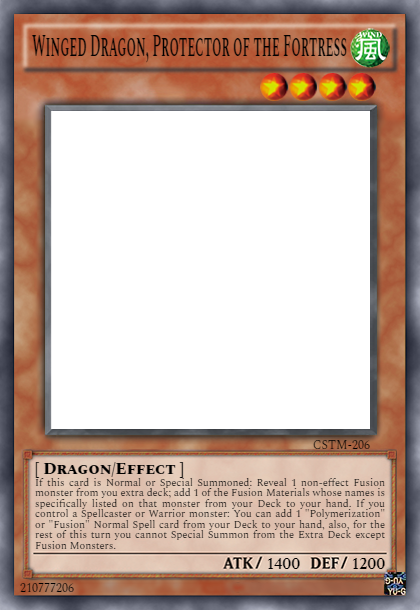 Winged Dragon, Protector of the Fortress
WIND
風
CSTM-206
[ Dragon/Effect ]
If this card is Normal or Special Summoned: Reveal 1 non-effect Fusion
monster from you extra deck; add 1 of the Fusion Materials whose names is
specifically listed on that monster from your Deck to your hand. If you
control a Spellcaster or Warrior monster: You can add 1 "Polymerization"
or "Fusion" Normal Spell card from your Deck to your hand, also, for the
rest of this turn you cannot Special Summon from the Extra Deck except
Fusion Monsters.
ATK/ 1400 DEF/ 1200
210777206